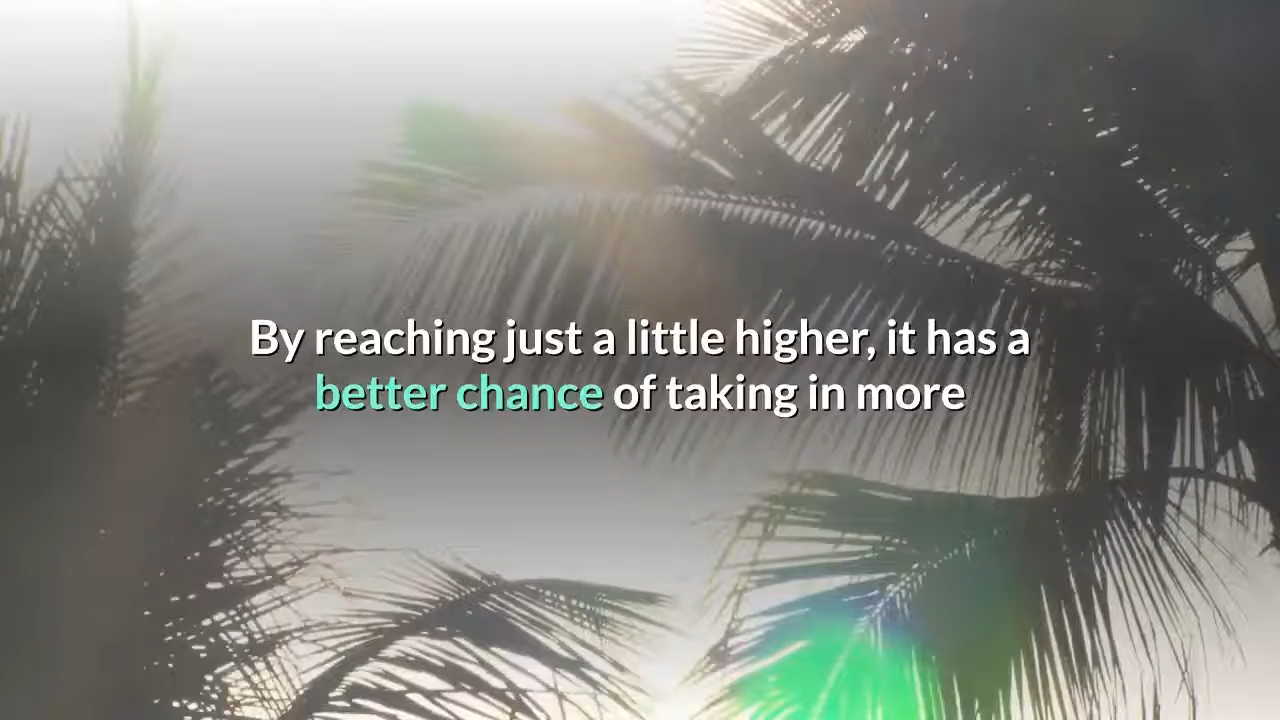 By reaching just a little higher, it has a
better chance of taking in more